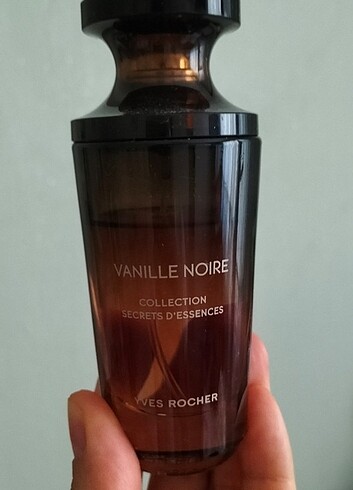 VANILLE NOIRE
COLLECTION
SECRETS D'ESSENCES
YVES ROCHER